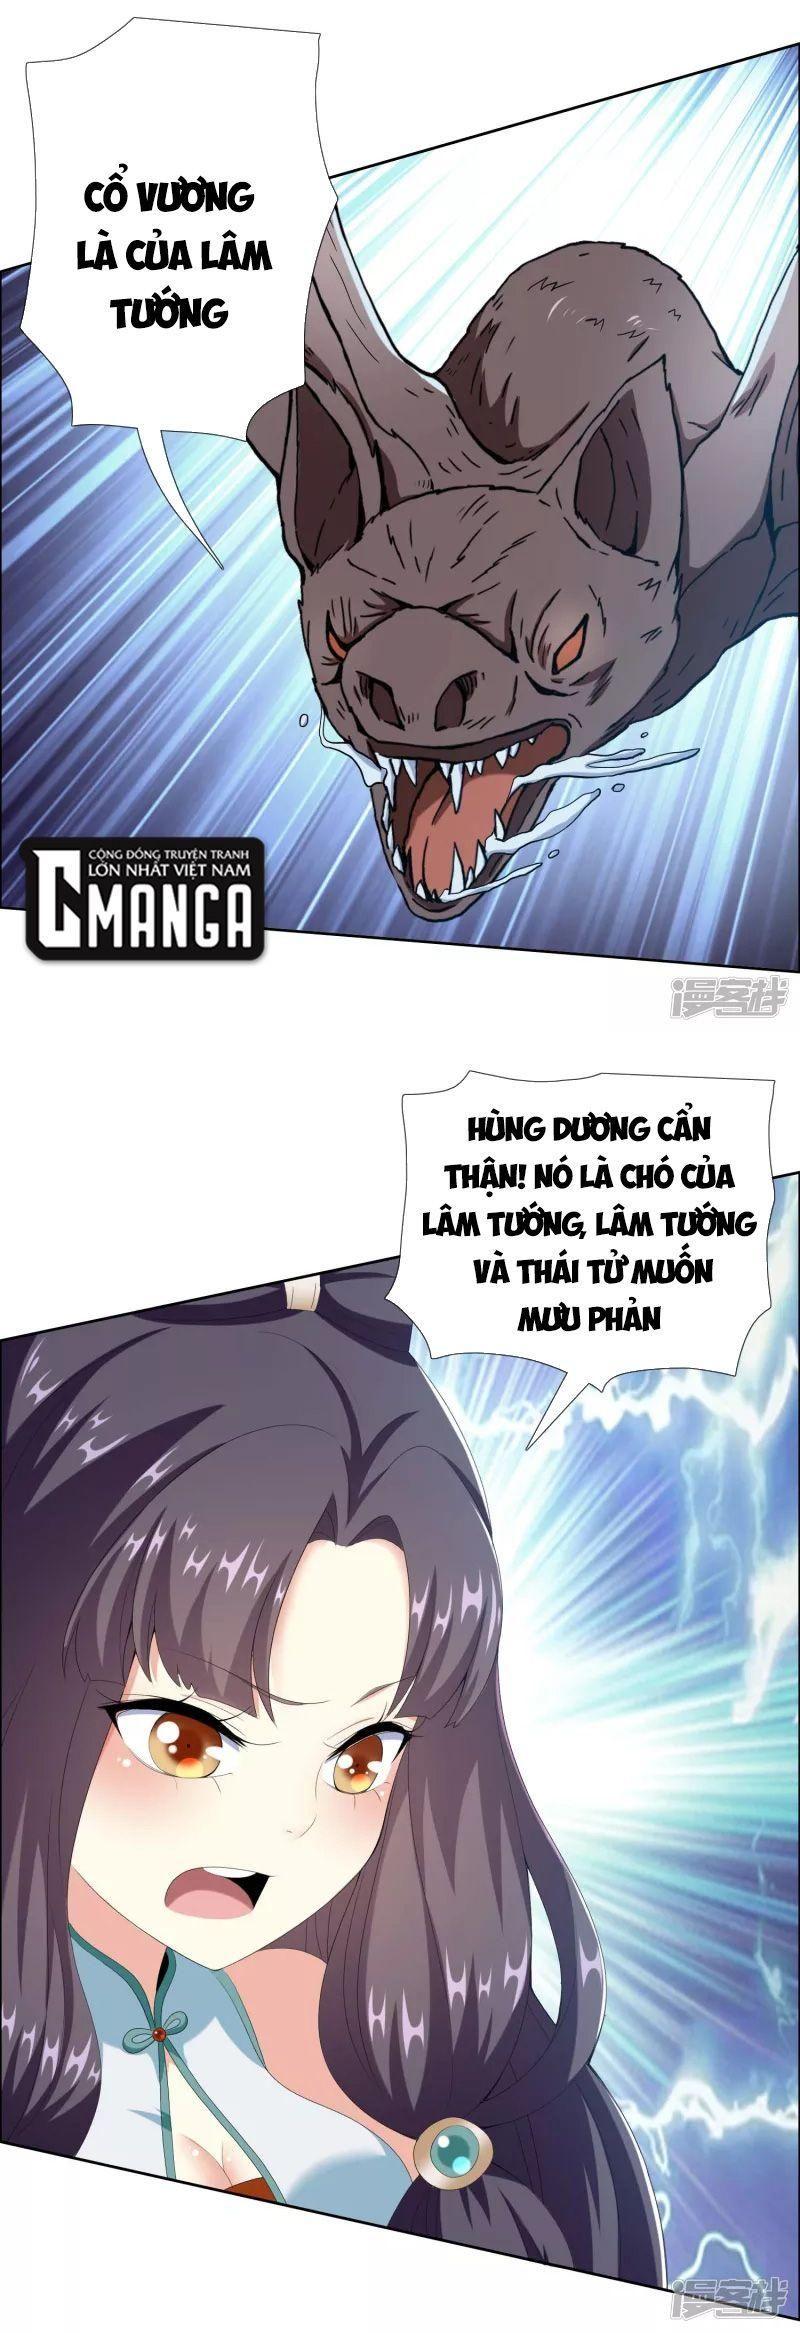 CỔ VƯƠNG
LÀ CỦA LÂM
TƯỚNG
CỘNG ĐỒNG TRUYỆN TRANH
LỚN NHẤT VIỆT NAM
CMANGA
漫客栈
HÙNG DƯƠNG CẨN
THẬN! NÓ LÀ CHÓ CỦA
LÂM TƯỚNG, LÂM TƯỚNG
VÀ THÁI TỬ MUỐN
MƯU PHẢN
漫客栈